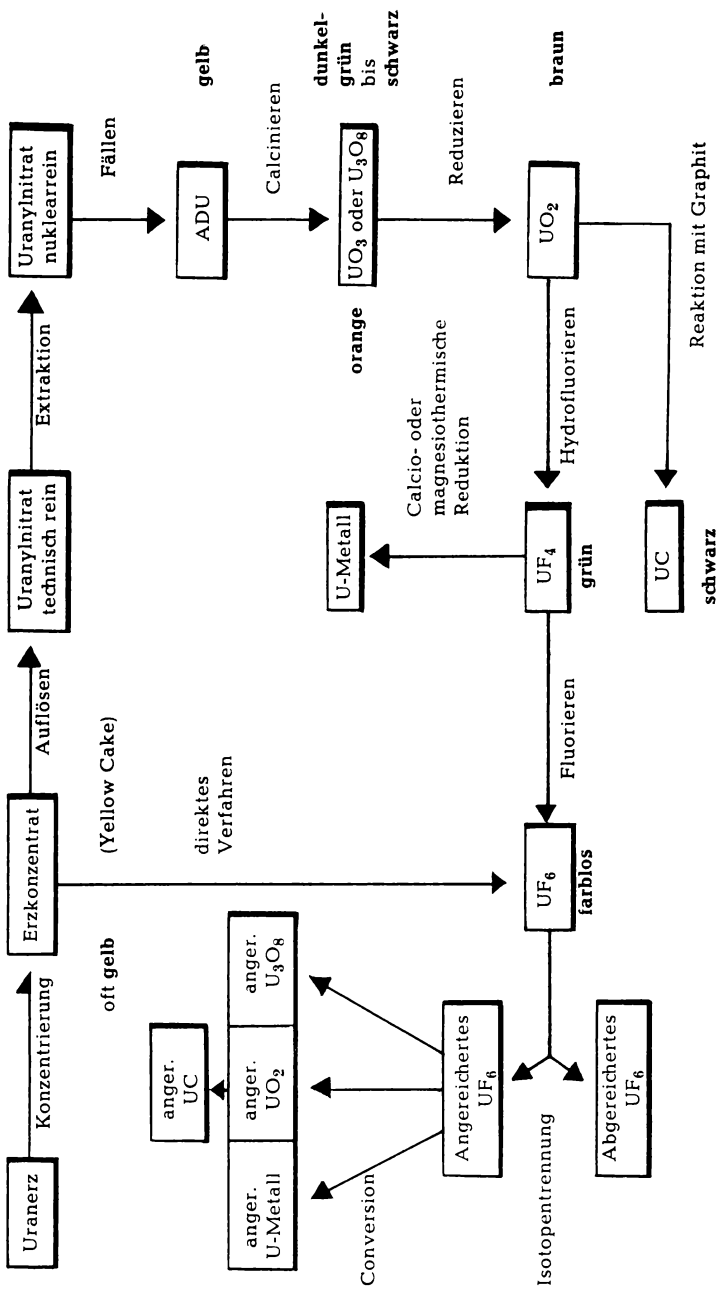 Uranerz
Konzentrierung
Erzkonzentrat
oft gelb
(Yellow Cake)
Auflösen
Uranylnitrat
technisch rein
Extraktion
Uranylnitrat
nuklearrein
Fällen
ADU
gelb
Calcinieren
UO₃ oder U₃O₈
orange
dunkel-
grün
bis
schwarz
Reduzieren
UO₂
braun
Reaktion mit Graphit
UC
schwarz
Hydrofluorieren
UF₄
grün
Calcio- oder
magnesiothermische
Reduktion
U-Metall
Fluorieren
direktes
Verfahren
UF₆
farblos
Isotopentrennung
Angereichertes
UF₆
Abgereichertes
UF₆
Conversion
anger.
U-Metall
anger.
UO₂
anger.
U₃O₈
anger.
UC